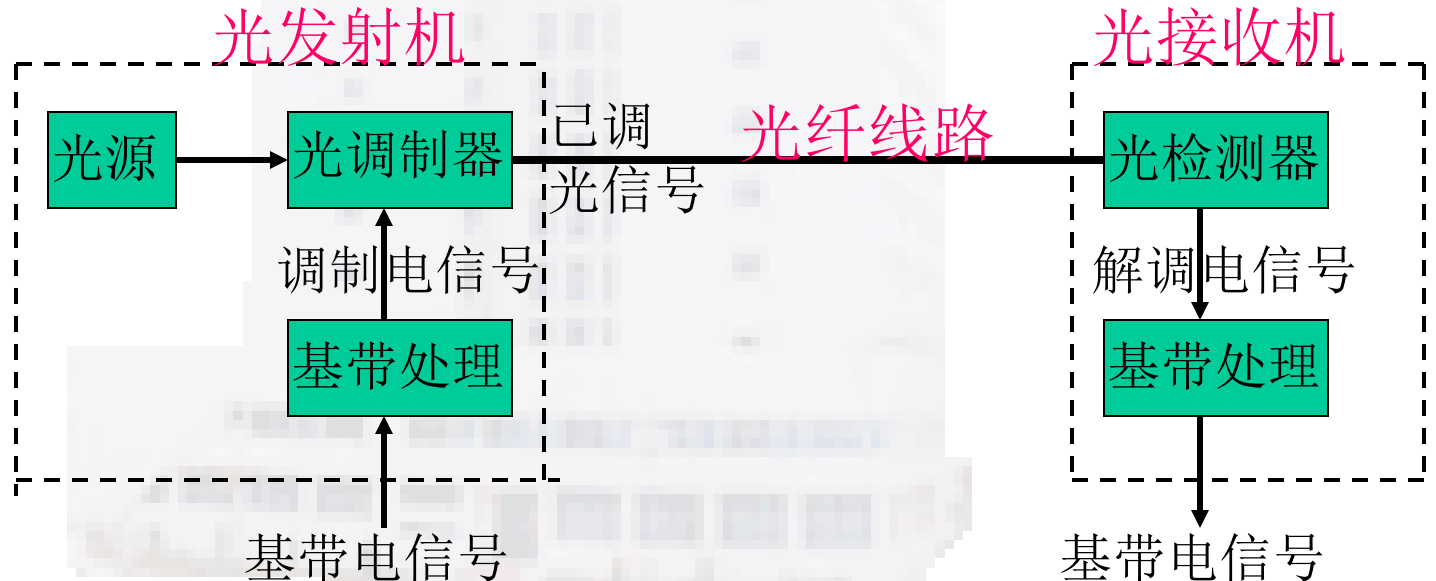 光发射机
光接收机
光源
光调制器
已调
光信号
光纤线路
光检测器
调制电信号
解调电信号
基带处理
基带处理
基带电信号
基带电信号